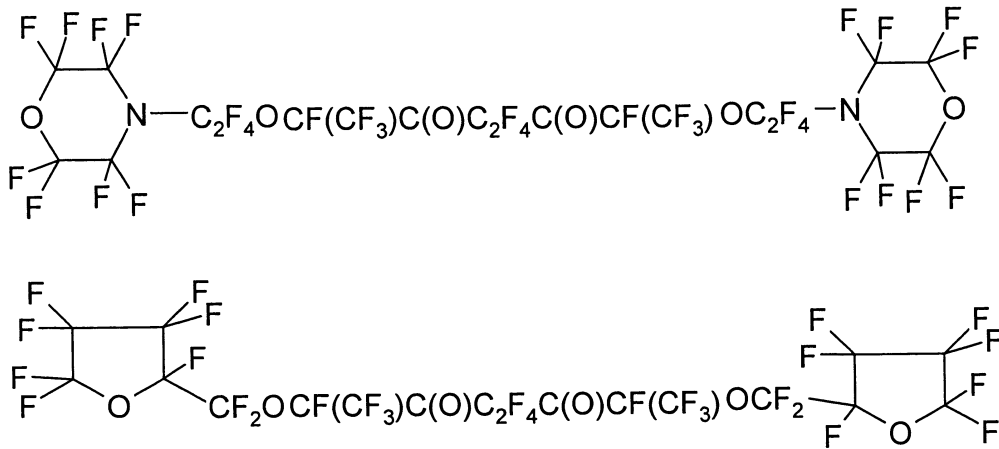 F F F F F F F F
O N—C₂F₄OCF(CF₃)C(O)C₂F₄C(O)CF(CF₃) OC₂F₄—N O
F F F F F F F F
F F F F F F F F
F F F F F F F F
O CF₂OCF(CF₃)C(O)C₂F₄C(O)CF(CF₃) OCF₂ F O F